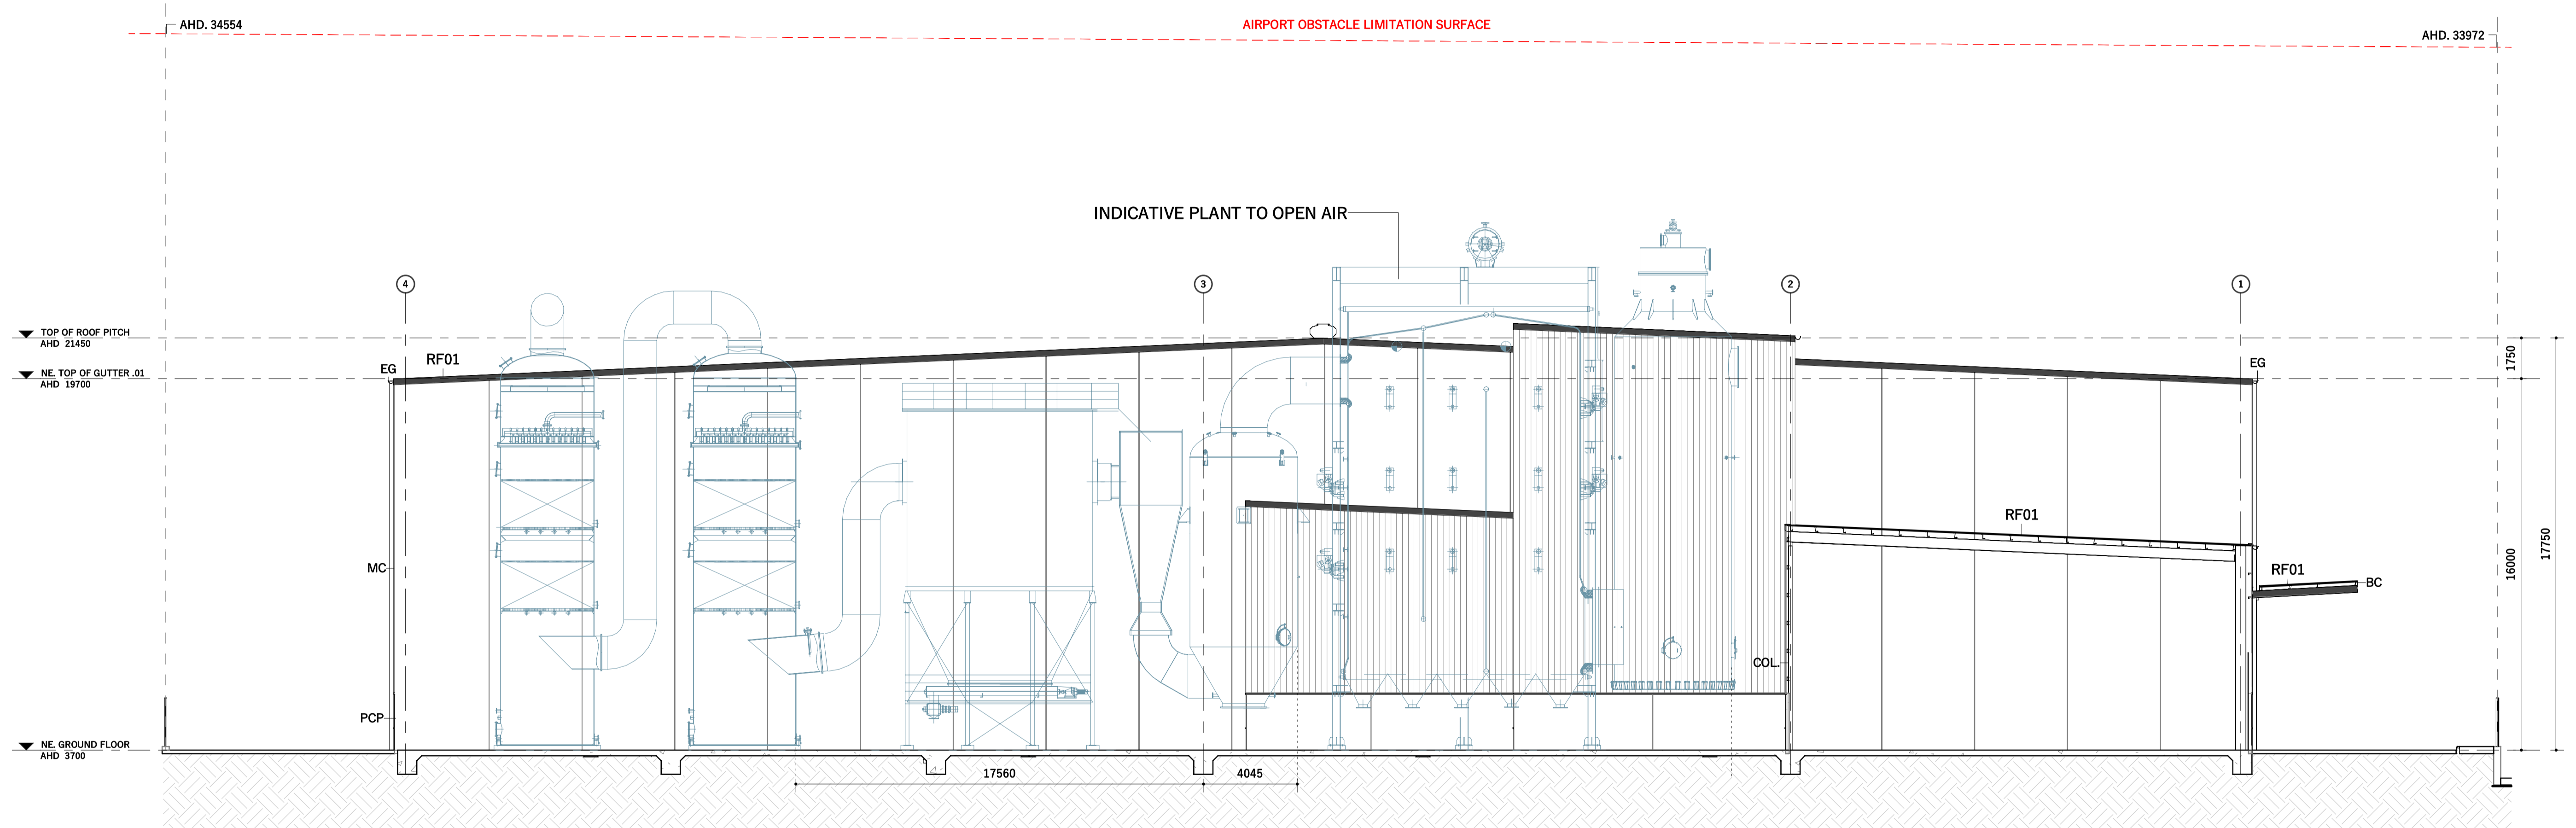 AHD. 34554
AIRPORT OBSTACLE LIMITATION SURFACE
AHD. 33972
INDICATIVE PLANT TO OPEN AIR
4
3
2
1
TOP OF ROOF PITCH
AHD 21450
EG
RF01
NE. TOP OF GUTTER .01
AHD 19700
EG
1750
RF01
17750
16000
MC
RF01
BC
COL.
PCP
NE. GROUND FLOOR
AHD 3700
17560
4045